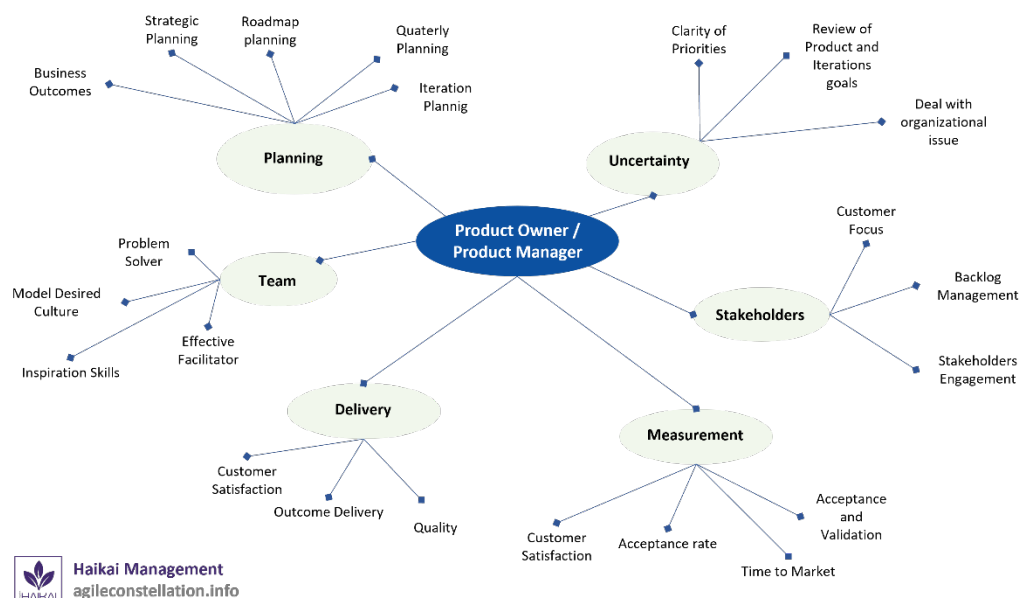 Strategic
Planning
Roadmap
planning
Quaterly
Planning
Business
Outcomes
Iteration
Plannig
Planning
Clarity of
Priorities
Review of
Product and
Iterations
goals
Deal with
organizational
issue
Uncertainty
Product Owner /
Product Manager
Problem
Solver
Model Desired
Culture
Inspiration Skills
Effective
Facilitator
Team
Customer
Focus
Backlog
Management
Stakeholders
Engagement
Stakeholders
Delivery
Customer
Satisfaction
Outcome Delivery
Quality
Measurement
Customer
Satisfaction
Acceptance rate
Time to Market
Acceptance
and
Validation
HAIKAI
Haikai Management
agileconstellation.info